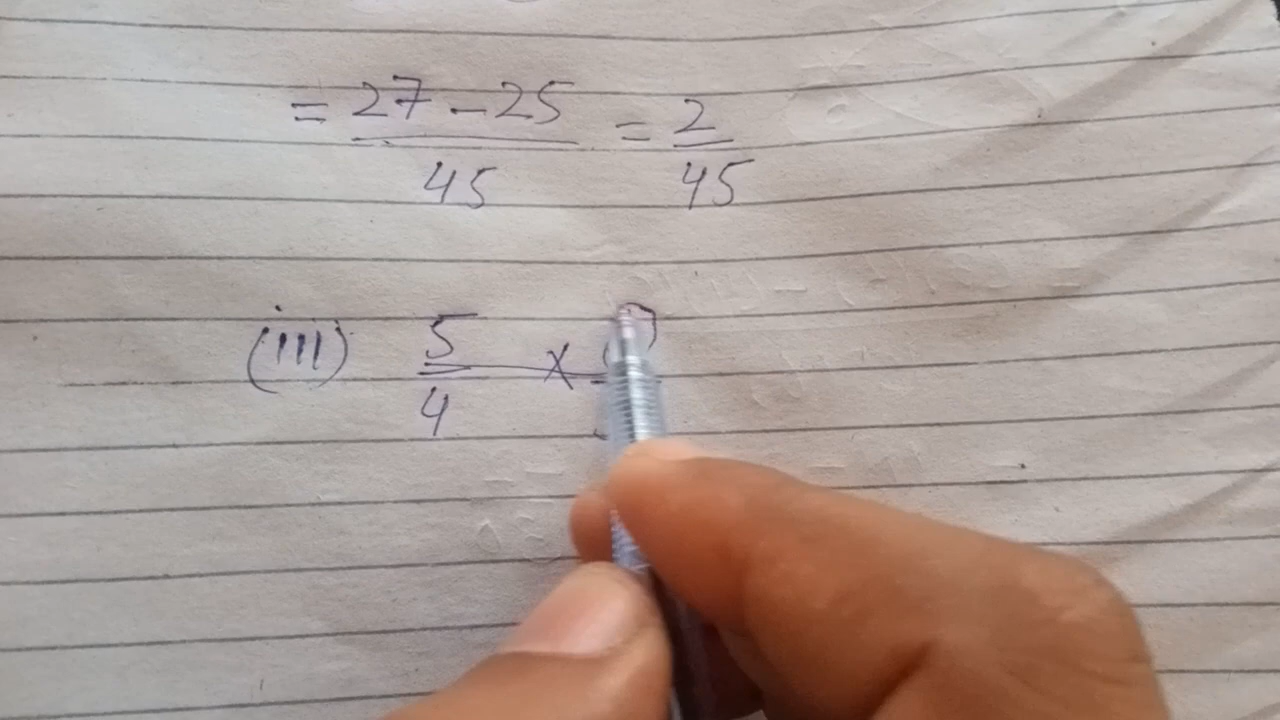 = 27 - 25 / 45 = 2 / 45
(iii) 5 / 4 ×